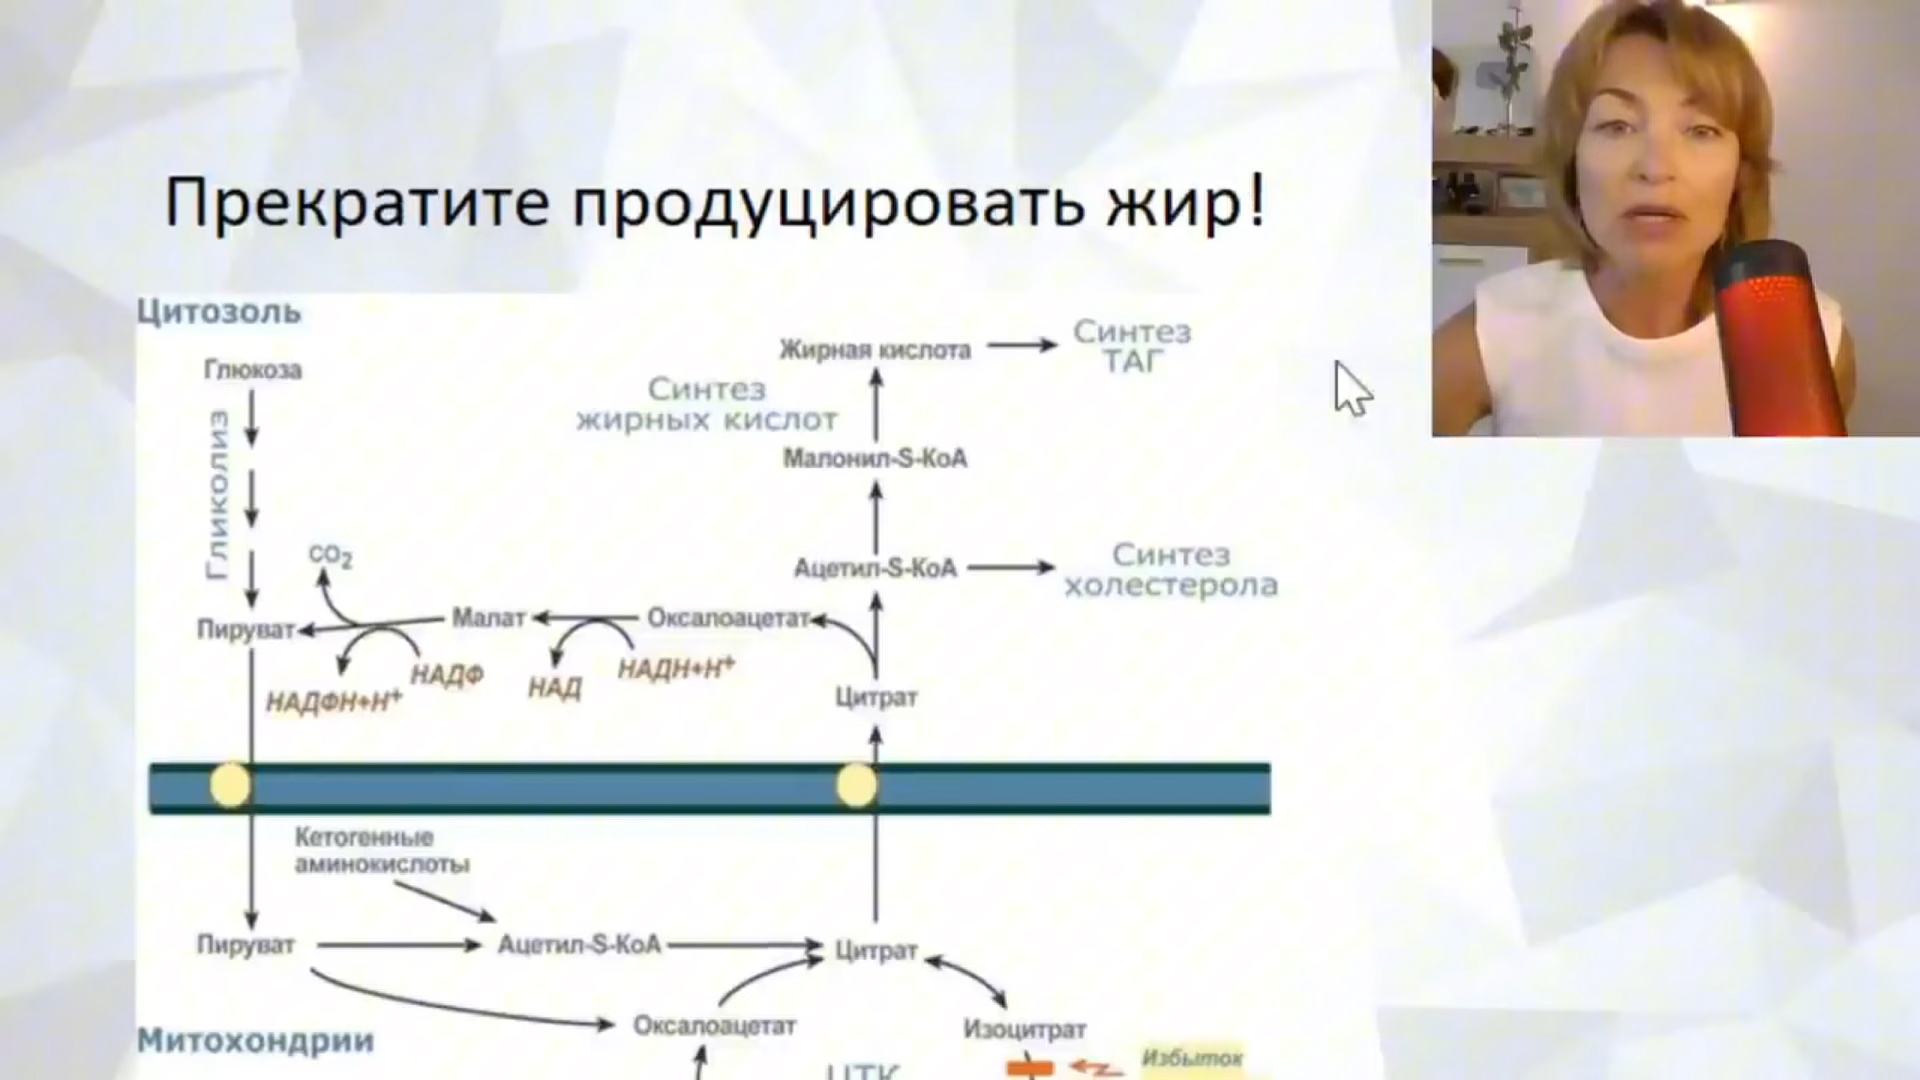 Прекратите продуцировать жир!
Цитозоль
Глюкоза
Гликолиз
Жирная кислота
Синтез
ТАГ
Синтез
жирных кислот
Малонил-S-КоА
Ацетил-S-КоА
Синтез
холестерола
CO₂
Пируват
Малат
Оксалоацетат
НАДФН+Н⁺
НАДФ
НАД
НАДН+Н⁺
Цитрат
Кетогенные
аминокислоты
Пируват
Ацетил-S-КоА
Цитрат
Оксалоацетат
Изоцитрат
Митохондрии
ЦТК
Избыток